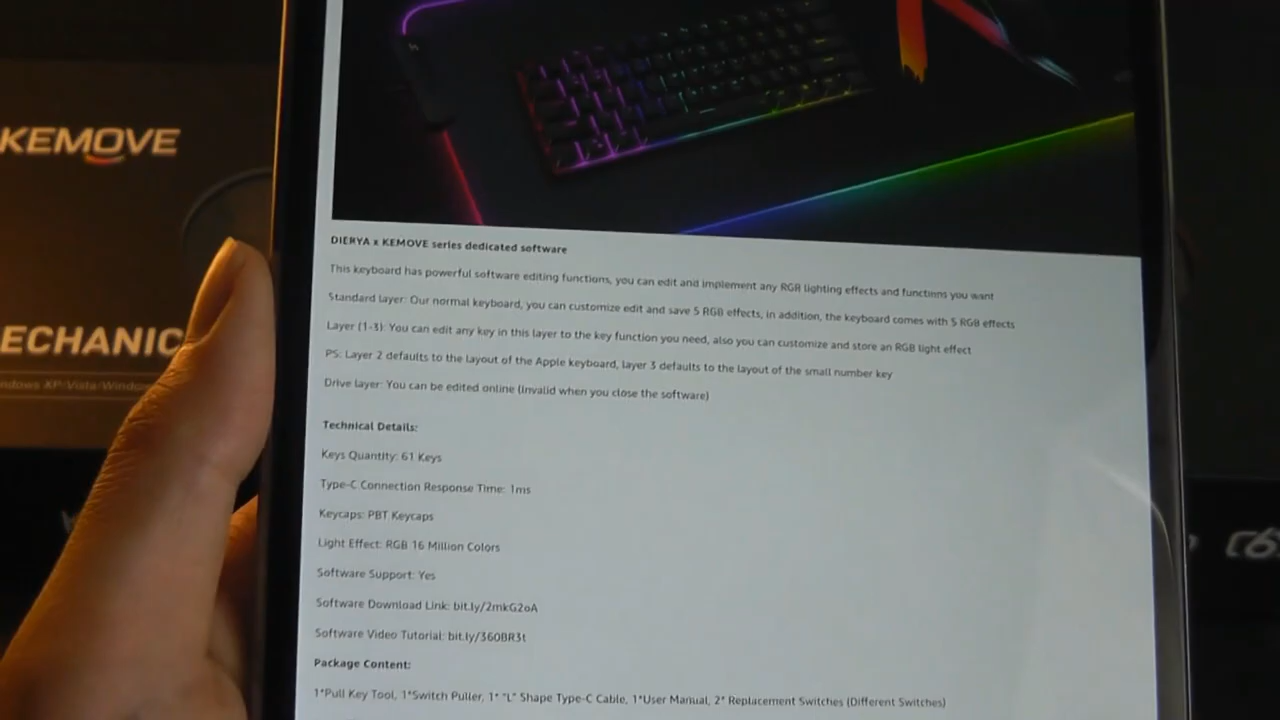 KEMOVE
ECHANIC
ndows XP/Vista/Window
DIERYA x KEMOVE series dedicated software
This keyboard has powerful software editing functions, you can edit and implement any RGB lighting effects and functions you want
Standard layer: Our normal keyboard, you can customize edit and save 5 RGB effects, in addition, the keyboard comes with 5 RGB effects
Layer (1-3): You can edit any key in this layer to the key function you need, also you can customize and store an RGB light effect
PS: Layer 2 defaults to the layout of the Apple keyboard, layer 3 defaults to the layout of the small number key
Drive layer: You can be edited online (Invalid when you close the software)
Technical Details:
Keys Quantity: 61 Keys
Type-C Connection Response Time: 1ms
Keycaps: PBT Keycaps
Light Effect: RGB 16 Million Colors
Software Support: Yes
Software Download Link: bit.ly/2mkG2oA
Software Video Tutorial: bit.ly/360BR3t
Package Content:
1*Pull Key Tool, 1*Switch Puller, 1* "L" Shape Type-C Cable, 1*User Manual, 2* Replacement Switches (Different Switches)